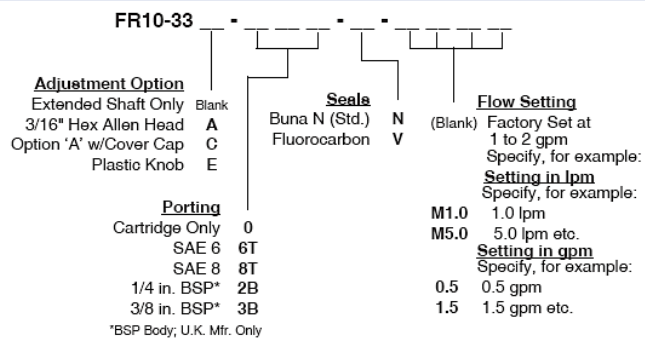 FR10-33 __ - __ __ __ - __ - __ __ __ __
Adjustment Option
Extended Shaft Only Blank
3/16" Hex Allen Head A
Option 'A' w/Cover Cap C
Plastic Knob E
Porting
Cartridge Only 0
SAE 6 6T
SAE 8 8T
1/4 in. BSP* 2B
3/8 in. BSP* 3B
*BSP Body; U.K. Mfr. Only
Seals
Buna N (Std.) N
Fluorocarbon V
Flow Setting
(Blank) Factory Set at
1 to 2 gpm
Specify, for example:
Setting in lpm
Specify, for example:
M1.0 1.0 lpm
M5.0 5.0 lpm etc.
Setting in gpm
Specify, for example:
0.5 0.5 gpm
1.5 1.5 gpm etc.